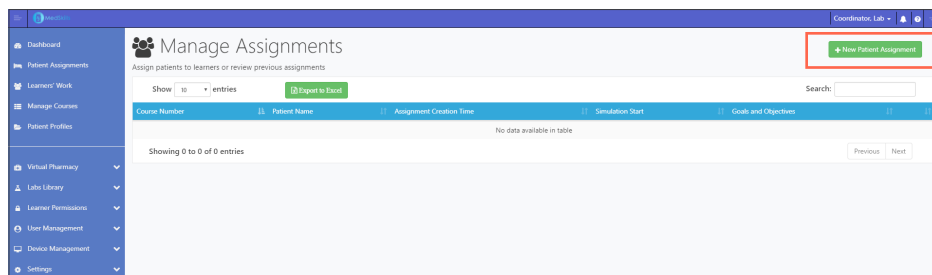 Coordinator, Lab
Dashboard
Patient Assignments
Learners' Work
Manage Courses
Patient Profiles
Virtual Pharmacy
Labs Library
Learner Permissions
User Management
Device Management
Settings
Manage Assignments
+ New Patient Assignment
Assign patients to learners or review previous assignments
Show 10 entries
Export to Excel
Search:
Course Number Patient Name Assignment Creation Time Simulation Start Goals and Objectives
No data available in table
Showing 0 to 0 of 0 entries
Previous Next